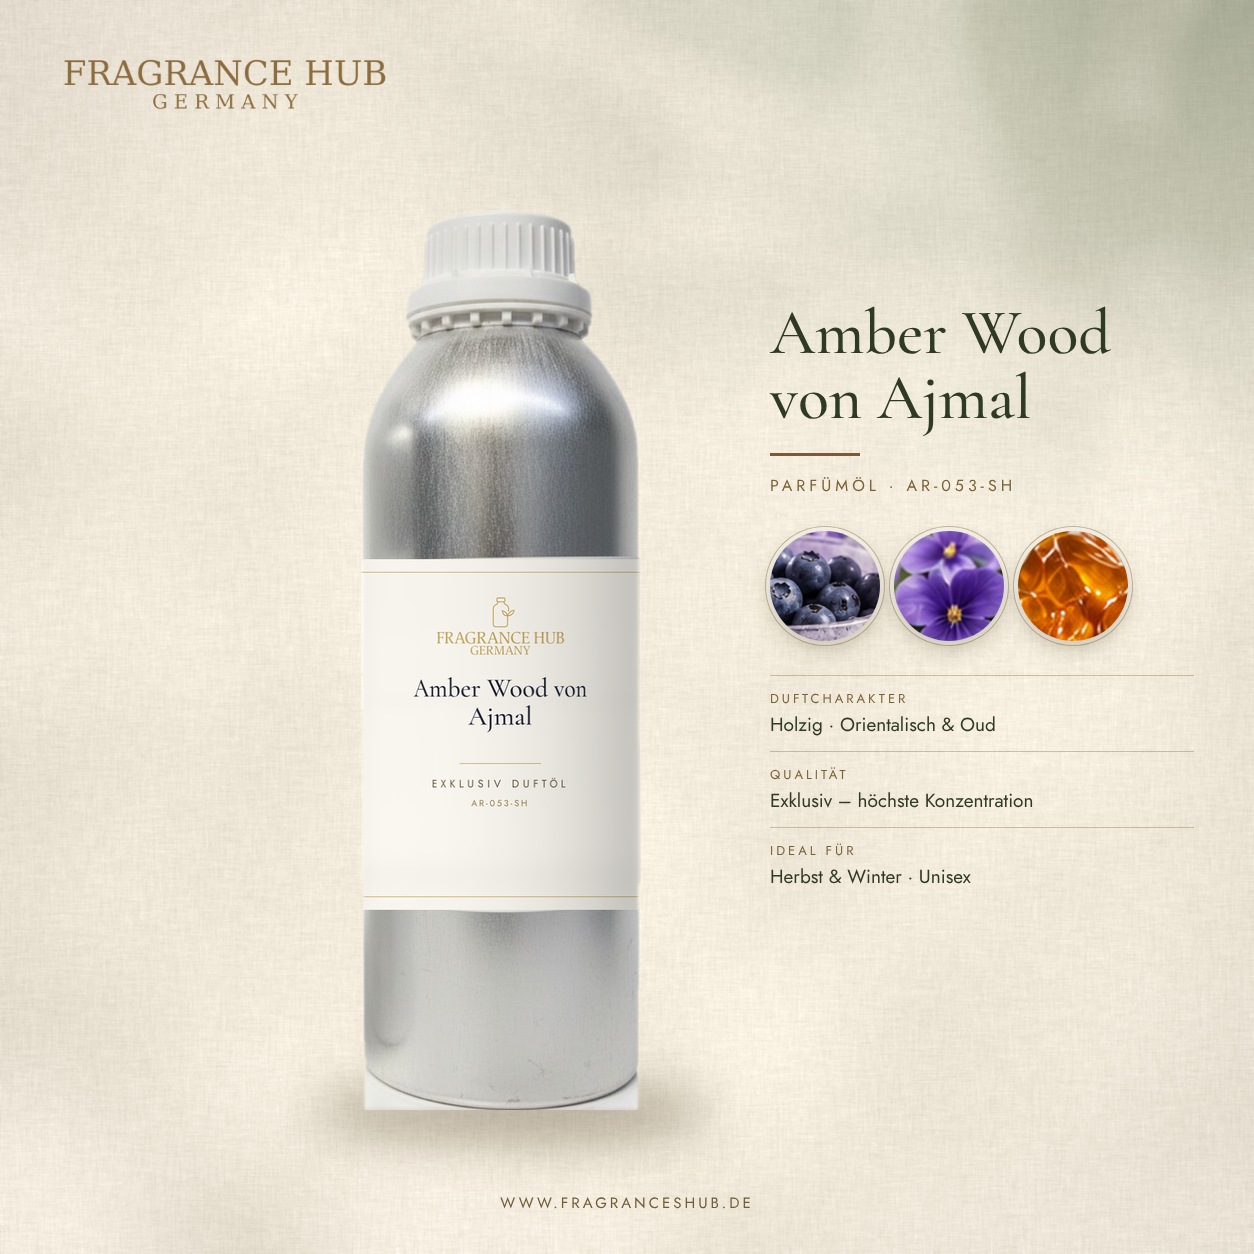 FRAGRANCE HUB
GERMANY
Amber Wood
von Ajmal
PARFÜMÖL · AR-053-SH
DUFTCHARAKTER
Holzig · Orientalisch & Oud
QUALITÄT
Exklusiv – höchste Konzentration
IDEAL FÜR
Herbst & Winter · Unisex
FRAGRANCE HUB
GERMANY
Amber Wood von
Ajmal
EXKLUSIV DUFTÖL
AR-053-SH
WWW.FRAGRANCESHUB.DE